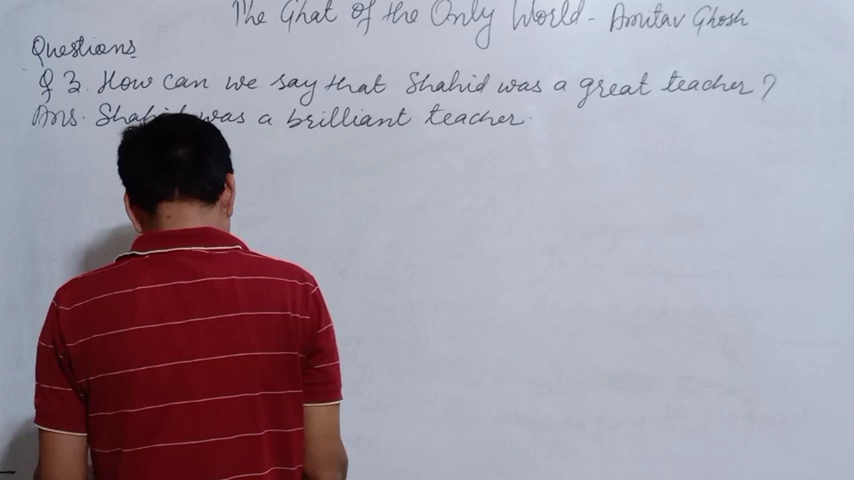 The Ghat of the Only World - Amitav Ghosh
Questions
Q 3. How can we say that Shahid was a great teacher?
Ans. Shahid was a brilliant teacher.